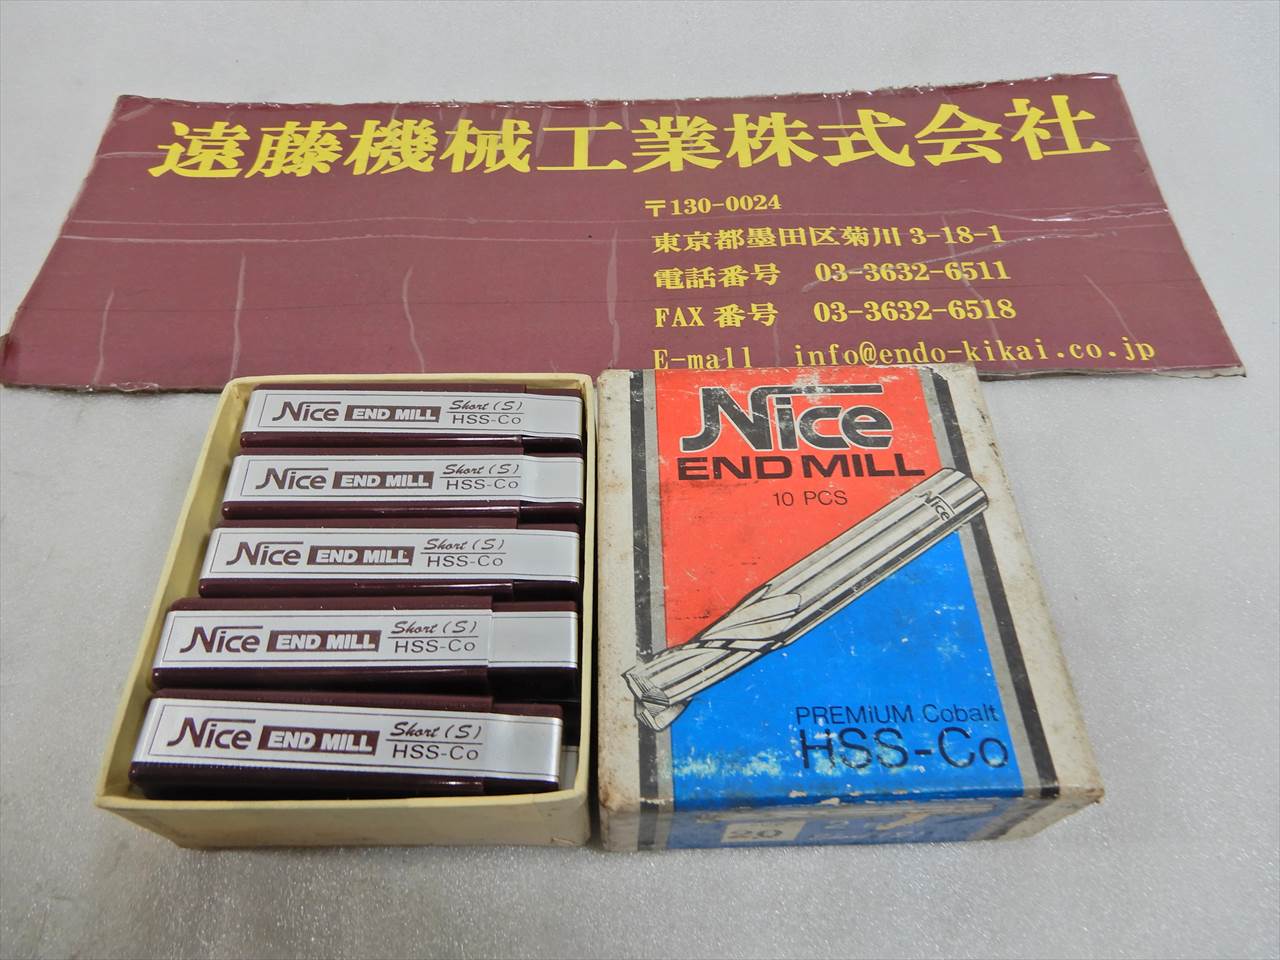 遠藤機械工業株式会社
〒130-0024
東京都墨田区菊川 3-18-1
電話番号 03-3632-6511
FAX 番号 03-3632-6518
E-mall info@endo-kikai.co.jp
Nice END MILL Short (S) HSS-Co
Nice END MILL Short (S) HSS-Co
Nice END MILL Short (S) HSS-Co
Nice END MILL Short (S) HSS-Co
Nice END MILL Short (S) HSS-Co
Nice
END MILL
10 PCS
Nice
PREMiUM Cobalt
HSS-Co
20